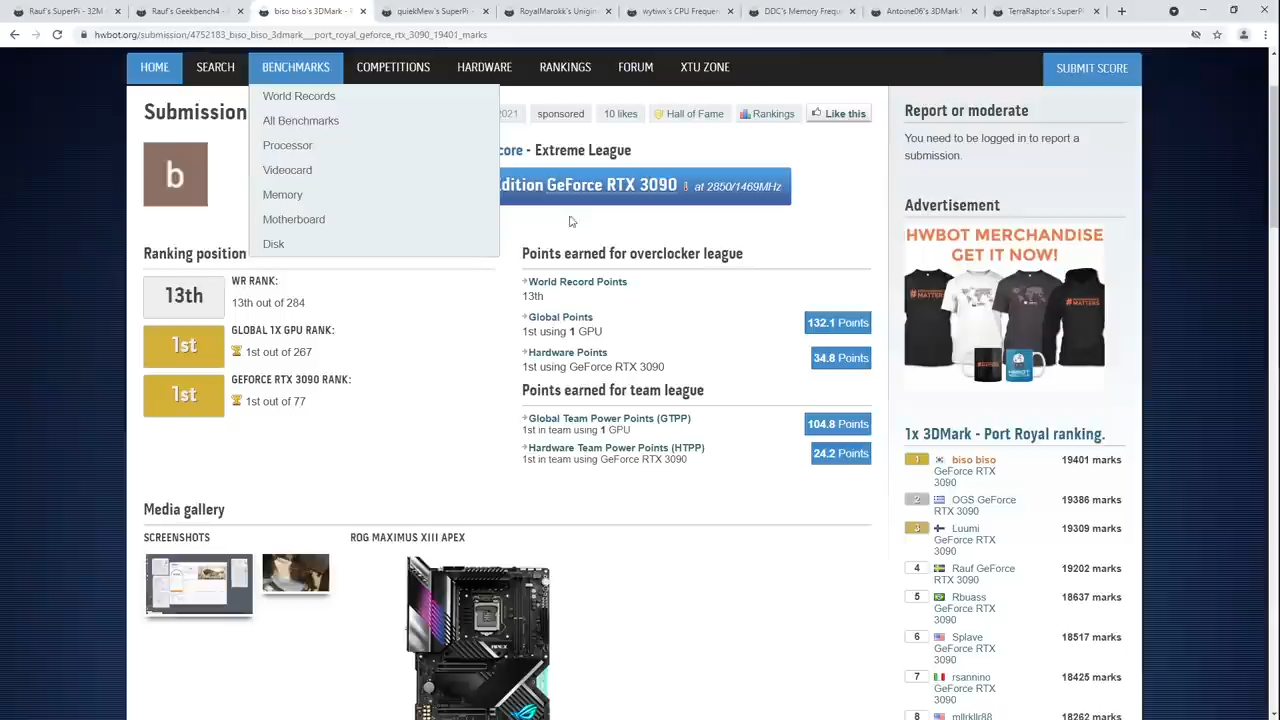 Rauf's SuperPi - 32M
Rauf's Geekbench4 -
biso biso's 3DMark - P
quiekMew's SuperPi -
RoyalMarokk's Unigin
wytiwx's CPU Frequen
DDC's Memory Frequ
Antoine06's 3DMark1
TerraRaptor's SuperP
hwbot.org/submission/4752183_biso_biso_3dmark___port_royal_geforce_rtx_3090_19401_marks
HOME
SEARCH
BENCHMARKS
COMPETITIONS
HARDWARE
RANKINGS
FORUM
XTU ZONE
SUBMIT SCORE
World Records
All Benchmarks
Processor
Videocard
Memory
Motherboard
Disk
Submission
2021
sponsored
10 likes
Hall of Fame
Rankings
Like this
b
core - Extreme League
dition GeForce RTX 3090 at 2850/1469MHz
Ranking position
WR RANK:
13th
13th out of 284
GLOBAL 1X GPU RANK:
1st
1st out of 267
GEFORCE RTX 3090 RANK:
1st
1st out of 77
Points earned for overclocker league
World Record Points
13th
Global Points
1st using 1 GPU
132.1 Points
Hardware Points
1st using GeForce RTX 3090
34.8 Points
Points earned for team league
Global Team Power Points (GTPP)
1st in team using 1 GPU
104.8 Points
Hardware Team Power Points (HTPP)
1st in team using GeForce RTX 3090
24.2 Points
Media gallery
SCREENSHOTS
ROG MAXIMUS XIII APEX
Report or moderate
You need to be logged in to report a
submission.
Advertisement
HWBOT MERCHANDISE
GET IT NOW!
1x 3DMark - Port Royal ranking.
1 biso biso 19401 marks
GeForce RTX
3090
2 OGS GeForce 19386 marks
RTX 3090
3 Luumi 19309 marks
GeForce RTX
3090
4 Rauf GeForce 19202 marks
RTX 3090
5 Rbuass 18637 marks
GeForce RTX
3090
6 Splave 18517 marks
GeForce RTX
3090
7 rsannino 18425 marks
GeForce RTX
3090
8 mllrkllr88 18262 marks